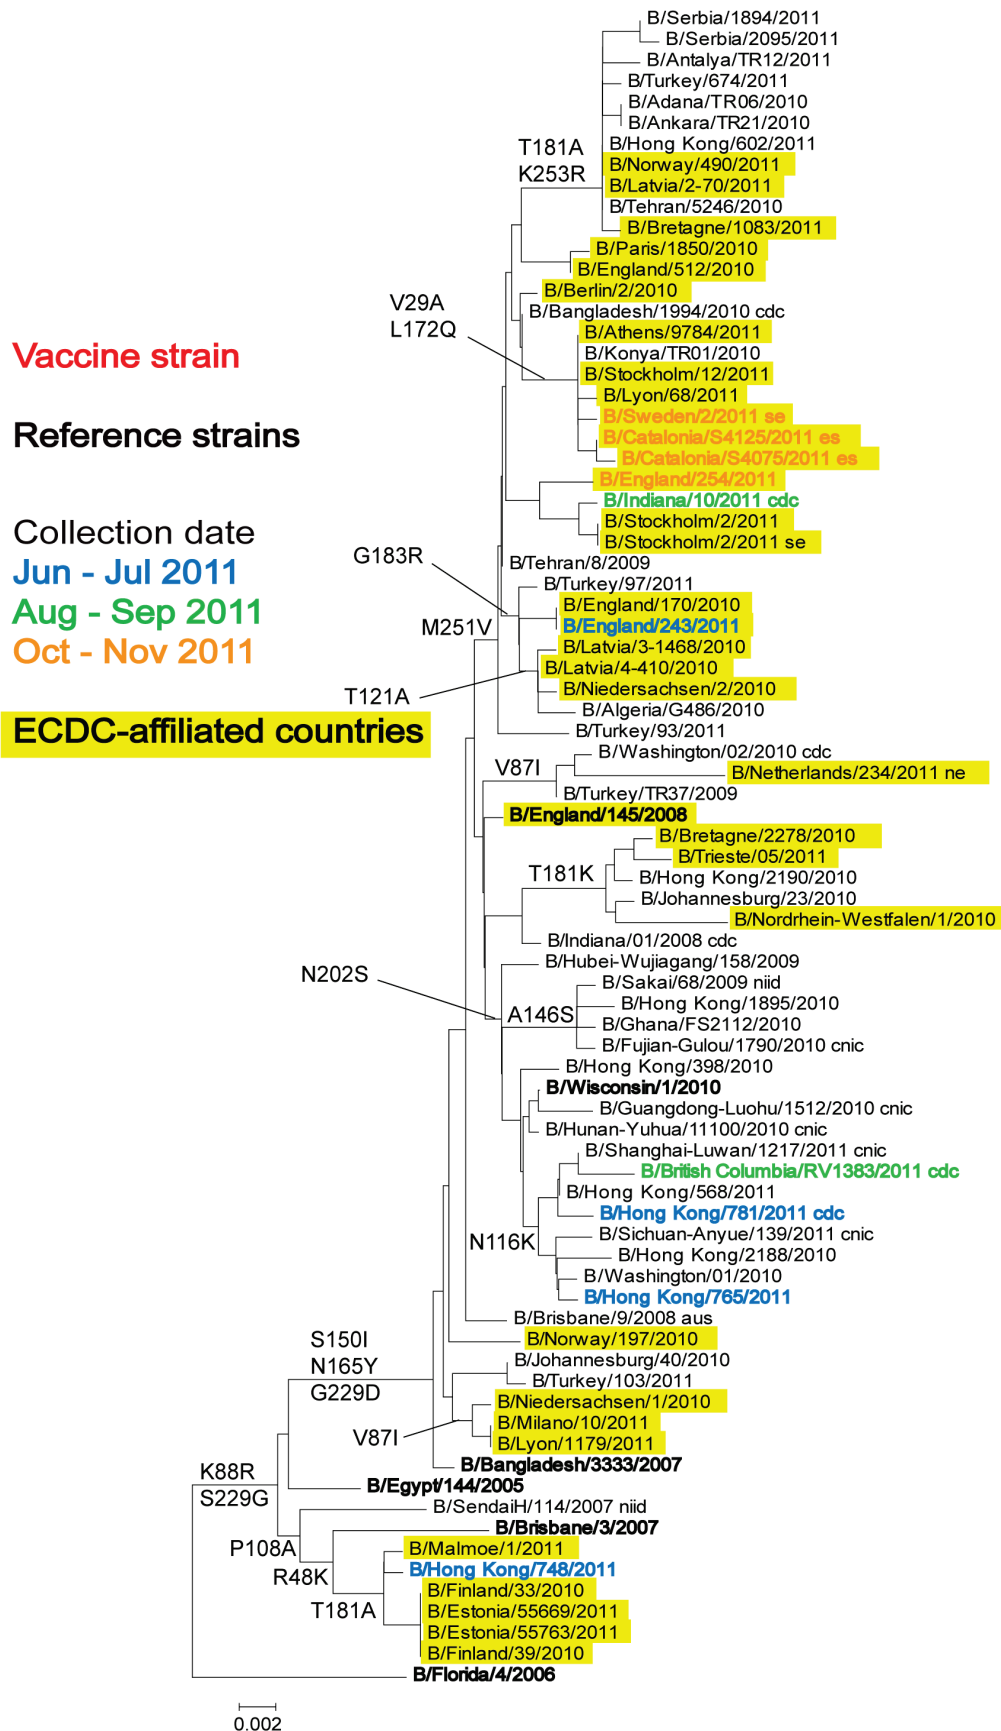 B/Serbia/1894/2011
B/Serbia/2095/2011
B/Antalya/TR12/2011
B/Turkey/674/2011
B/Adana/TR06/2010
B/Ankara/TR21/2010
T181A
K253R
B/Hong Kong/602/2011
B/Norway/490/2011
B/Latvia/2-70/2011
B/Tehran/5246/2010
B/Bretagne/1083/2011
B/Paris/1850/2010
B/England/512/2010
B/Berlin/2/2010
V29A
L172Q
B/Bangladesh/1994/2010 cdc
B/Athens/9784/2011
B/Konya/TR01/2010
B/Stockholm/12/2011
B/Lyon/68/2011
B/Sweden/2/2011 se
B/Catalonia/S4125/2011 es
B/Catalonia/S4075/2011 es
B/England/254/2011
B/Indiana/10/2011 cdc
B/Stockholm/2/2011
B/Stockholm/2/2011 se
Vaccine strain
Reference strains
Collection date
Jun - Jul 2011
Aug - Sep 2011
Oct - Nov 2011
ECDC-affiliated countries
G183R
B/Tehran/8/2009
B/Turkey/97/2011
B/England/170/2010
M251V
B/England/243/2011
B/Latvia/3-1468/2010
B/Latvia/4-410/2010
T121A
B/Niedersachsen/2/2010
B/Algeria/G486/2010
B/Turkey/93/2011
B/Washington/02/2010 cdc
V87I
B/Netherlands/234/2011 ne
B/Turkey/TR37/2009
B/England/145/2008
B/Bretagne/2278/2010
B/Trieste/05/2011
T181K
B/Hong Kong/2190/2010
B/Johannesburg/23/2010
B/Nordrhein-Westfalen/1/2010
B/Indiana/01/2008 cdc
B/Hubei-Wujiagang/158/2009
N202S
B/Sakai/68/2009 niid
B/Hong Kong/1895/2010
A146S
B/Ghana/FS2112/2010
B/Fujian-Gulou/1790/2010 cnic
B/Hong Kong/398/2010
B/Wisconsin/1/2010
B/Guangdong-Luohu/1512/2010 cnic
B/Hunan-Yuhua/11100/2010 cnic
B/Shanghai-Luwan/1217/2011 cnic
B/British Columbia/RV1383/2011 cdc
B/Hong Kong/568/2011
B/Hong Kong/781/2011 cdc
N116K
B/Sichuan-Anyue/139/2011 cnic
B/Hong Kong/2188/2010
B/Washington/01/2010
B/Hong Kong/765/2011
B/Brisbane/9/2008 aus
B/Norway/197/2010
S150I
N165Y
G229D
B/Johannesburg/40/2010
B/Turkey/103/2011
B/Niedersachsen/1/2010
B/Milano/10/2011
V87I
B/Lyon/1179/2011
B/Bangladesh/3333/2007
K88R
S229G
B/Egypt/144/2005
B/SendaiH/114/2007 niid
B/Brisbane/3/2007
P108A
B/Malmoe/1/2011
R48K
B/Hong Kong/748/2011
B/Finland/33/2010
T181A
B/Estonia/55669/2011
B/Estonia/55763/2011
B/Finland/39/2010
B/Florida/4/2006
0.002